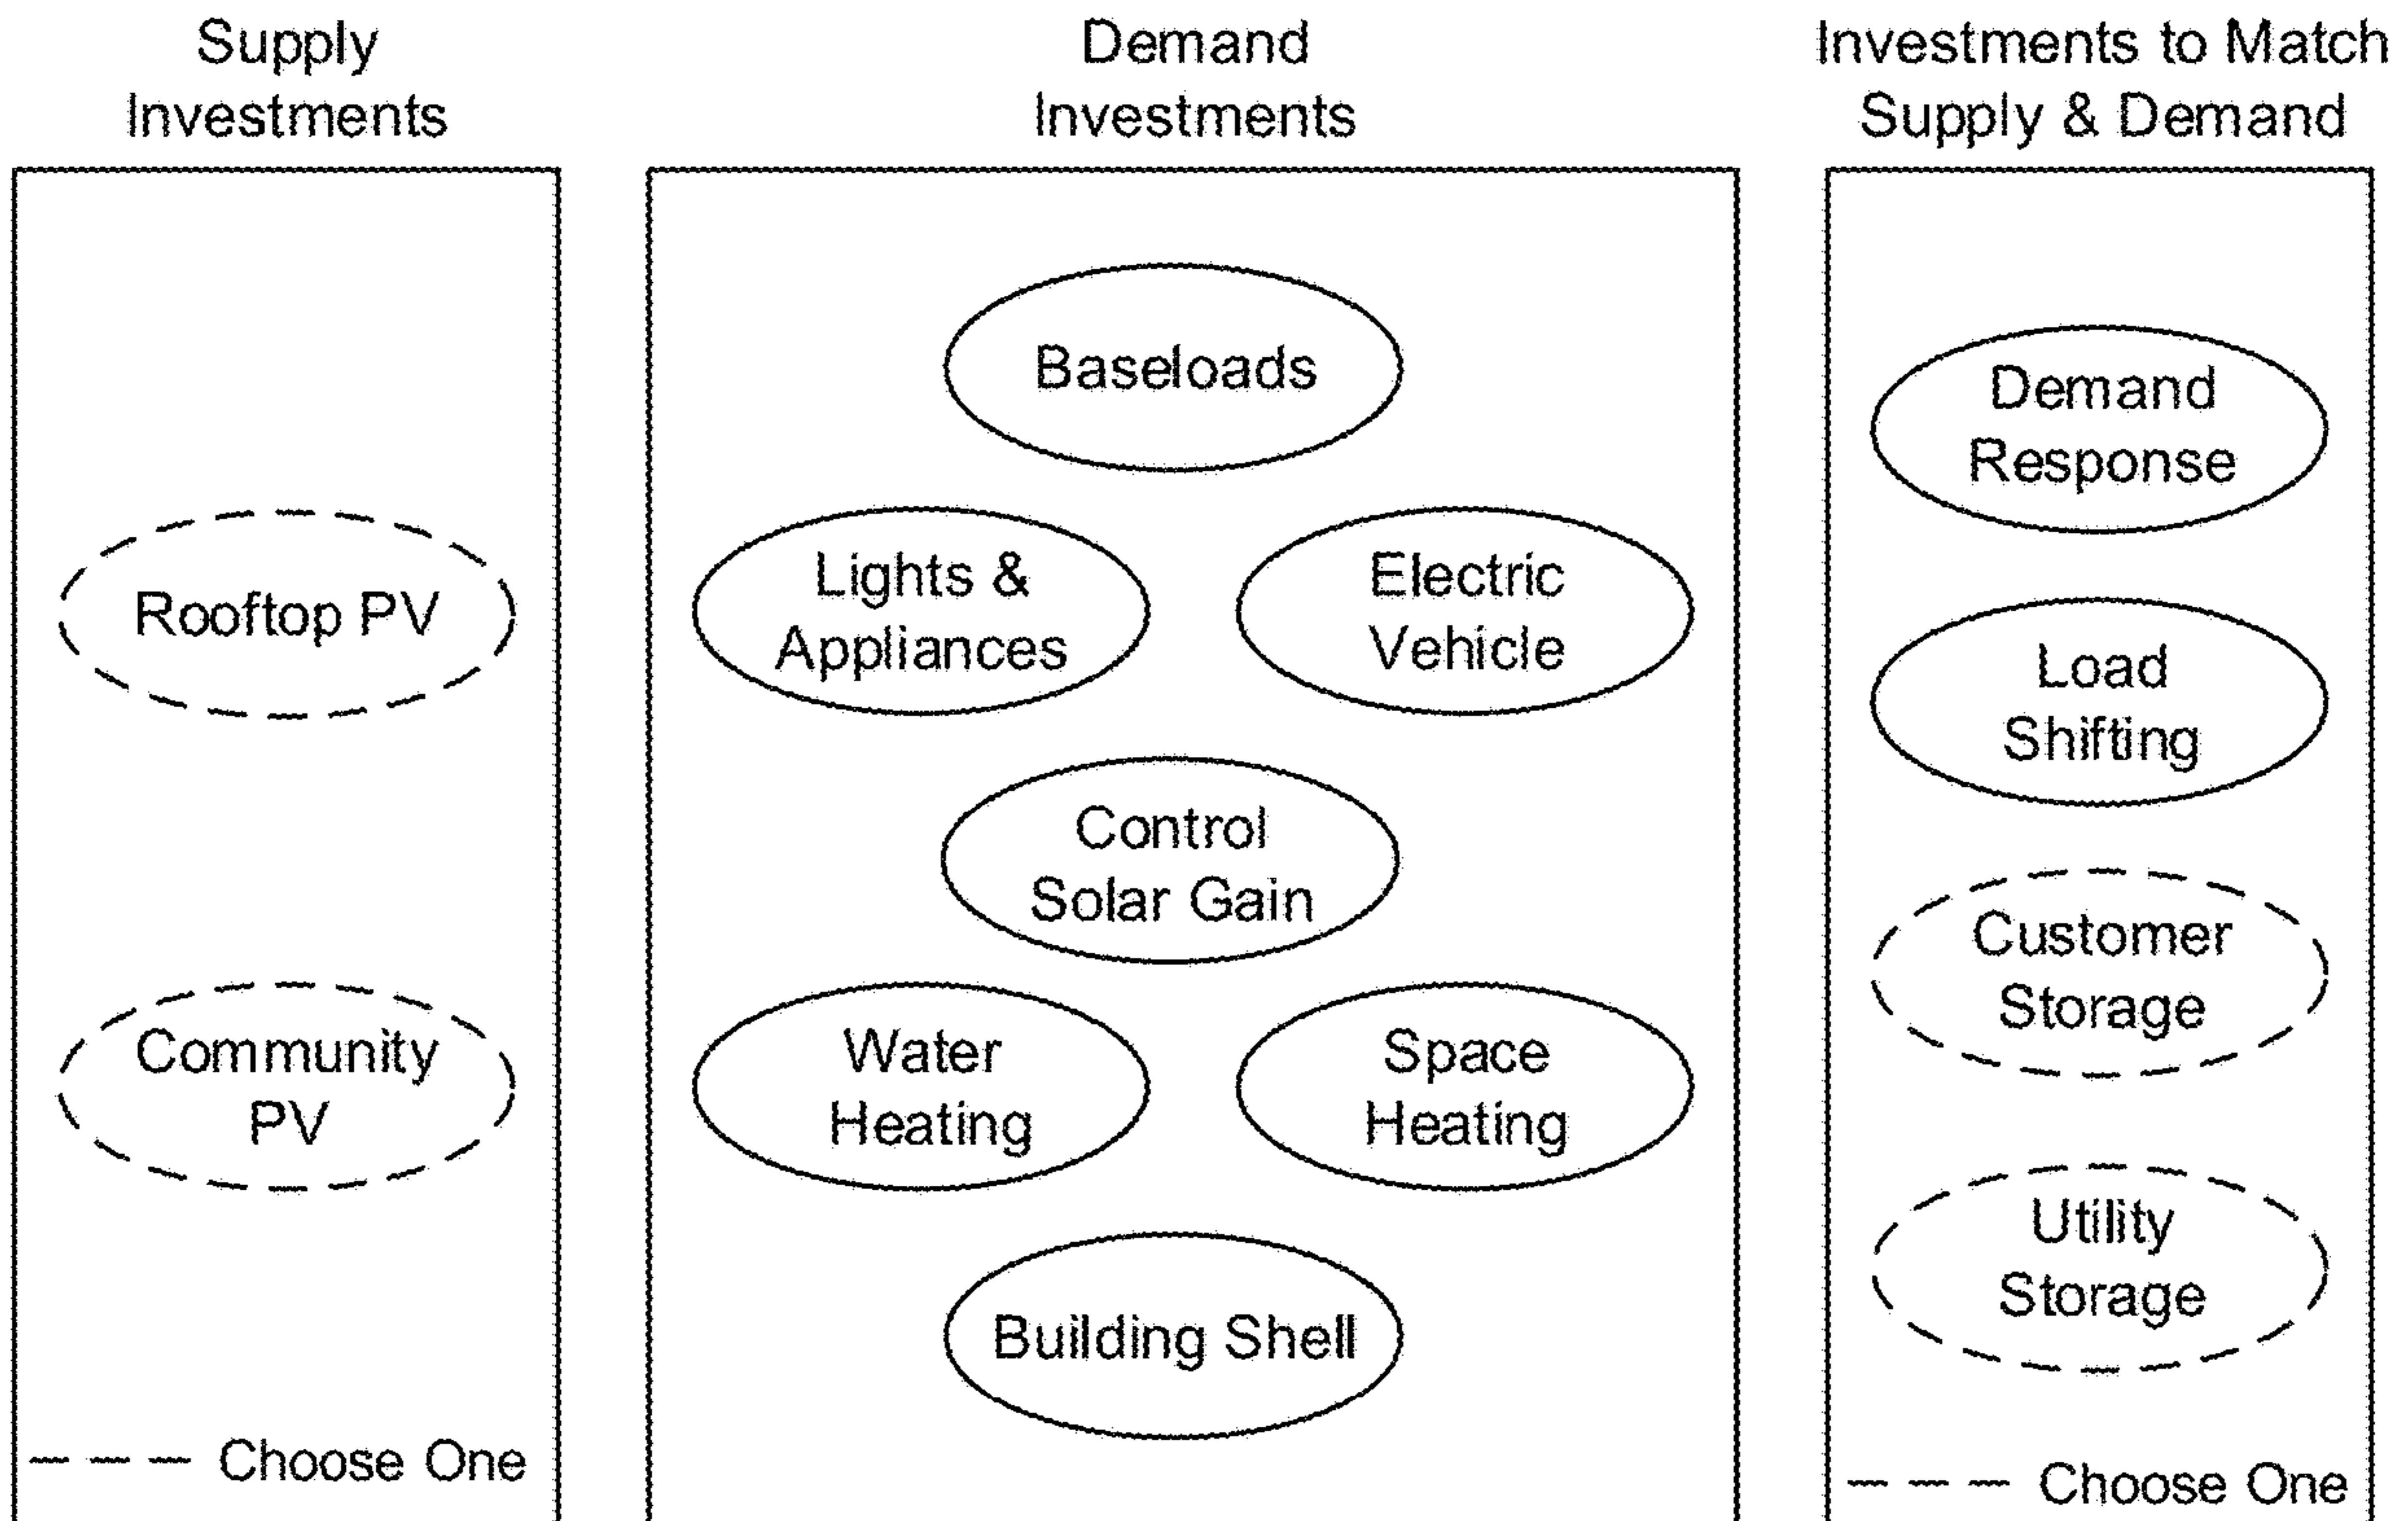 Supply
Investments
Rooftop PV
Community
PV
Choose One
Demand
Investments
Baseloads
Lights &
Appliances
Electric
Vehicle
Control
Solar Gain
Water
Heating
Space
Heating
Building Shell
Investments to Match
Supply & Demand
Demand
Response
Load
Shifting
Customer
Storage
Utility
Storage
Choose One